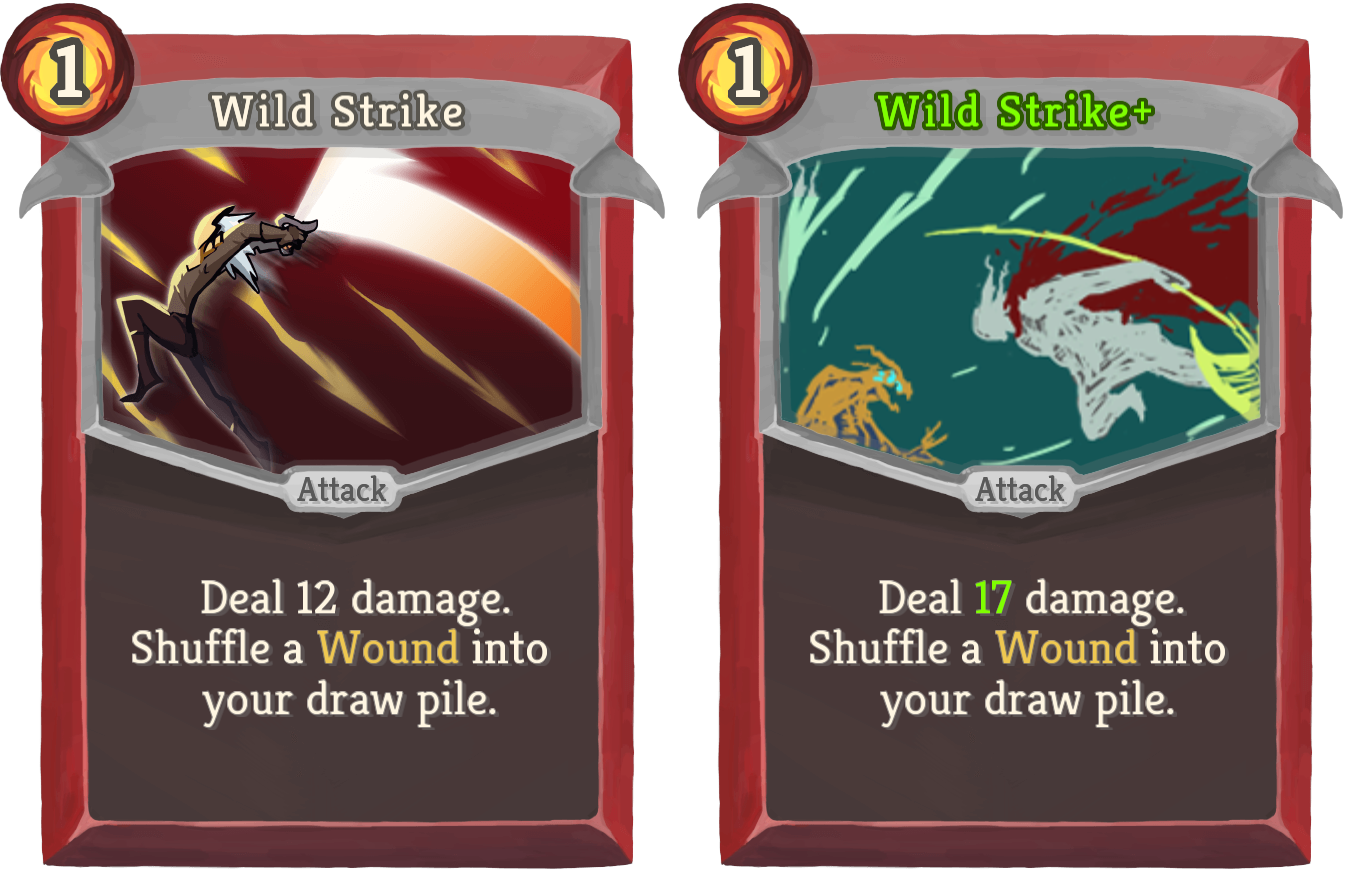 1
Wild Strike
Attack
Deal 12 damage.
Shuffle a Wound into
your draw pile.
1
Wild Strike+
Attack
Deal 17 damage.
Shuffle a Wound into
your draw pile.